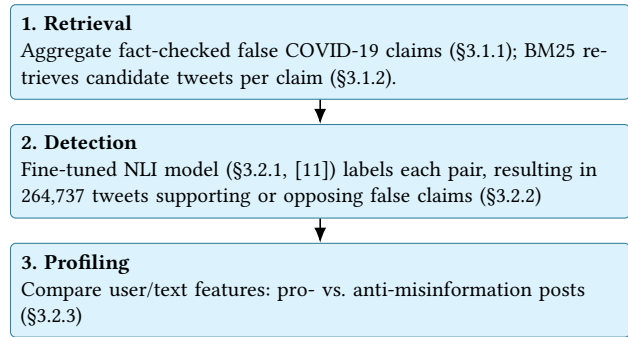 1. Retrieval
Aggregate fact-checked false COVID-19 claims (§3.1.1); BM25 re-
trieves candidate tweets per claim (§3.1.2).
2. Detection
Fine-tuned NLI model (§3.2.1, [11]) labels each pair, resulting in
264,737 tweets supporting or opposing false claims (§3.2.2)
3. Profiling
Compare user/text features: pro- vs. anti-misinformation posts
(§3.2.3)